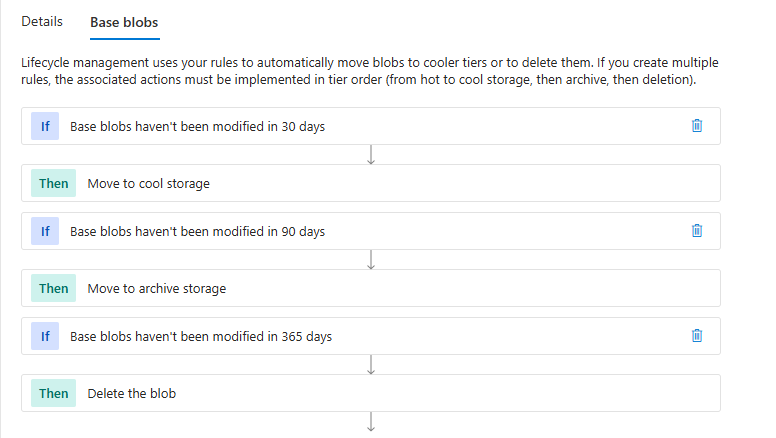 Details
Base blobs
Lifecycle management uses your rules to automatically move blobs to cooler tiers or to delete them. If you create multiple
rules, the associated actions must be implemented in tier order (from hot to cool storage, then archive, then deletion).
If Base blobs haven't been modified in 30 days
Then Move to cool storage
If Base blobs haven't been modified in 90 days
Then Move to archive storage
If Base blobs haven't been modified in 365 days
Then Delete the blob